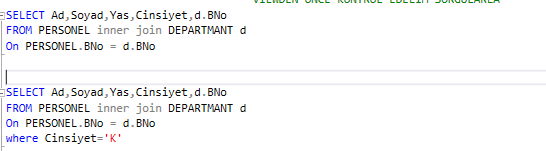 VIEWDEN ONCE KONTROL EDELIM SORGULAREA
SELECT Ad,Soyad,Yas,Cinsiyet,d.BNo
FROM PERSONEL inner join DEPARTMANT d
On PERSONEL.BNo = d.BNo
SELECT Ad,Soyad,Yas,Cinsiyet,d.BNo
FROM PERSONEL inner join DEPARTMANT d
On PERSONEL.BNo = d.BNo
where Cinsiyet='K'